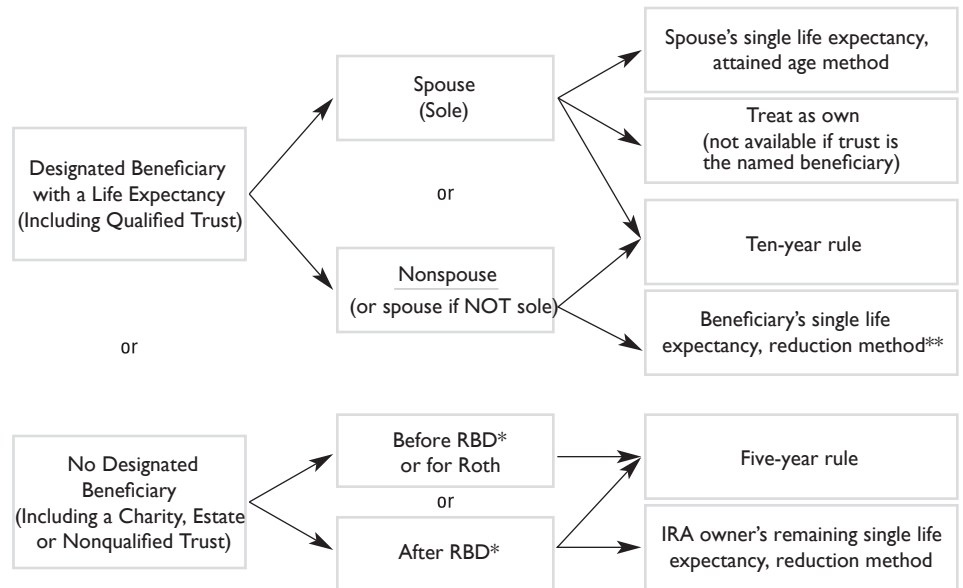 Designated Beneficiary
with a Life Expectancy
(Including Qualified Trust)
or
No Designated
Beneficiary
(Including a Charity, Estate
or Nonqualified Trust)
Spouse
(Sole)
or
Nonspouse
(or spouse if NOT sole)
Before RBD*
or for Roth
or
After RBD*
Spouse's single life expectancy,
attained age method
Treat as own
(not available if trust is
the named beneficiary)
Ten-year rule
Beneficiary's single life
expectancy, reduction method**
Five-year rule
IRA owner's remaining single life
expectancy, reduction method